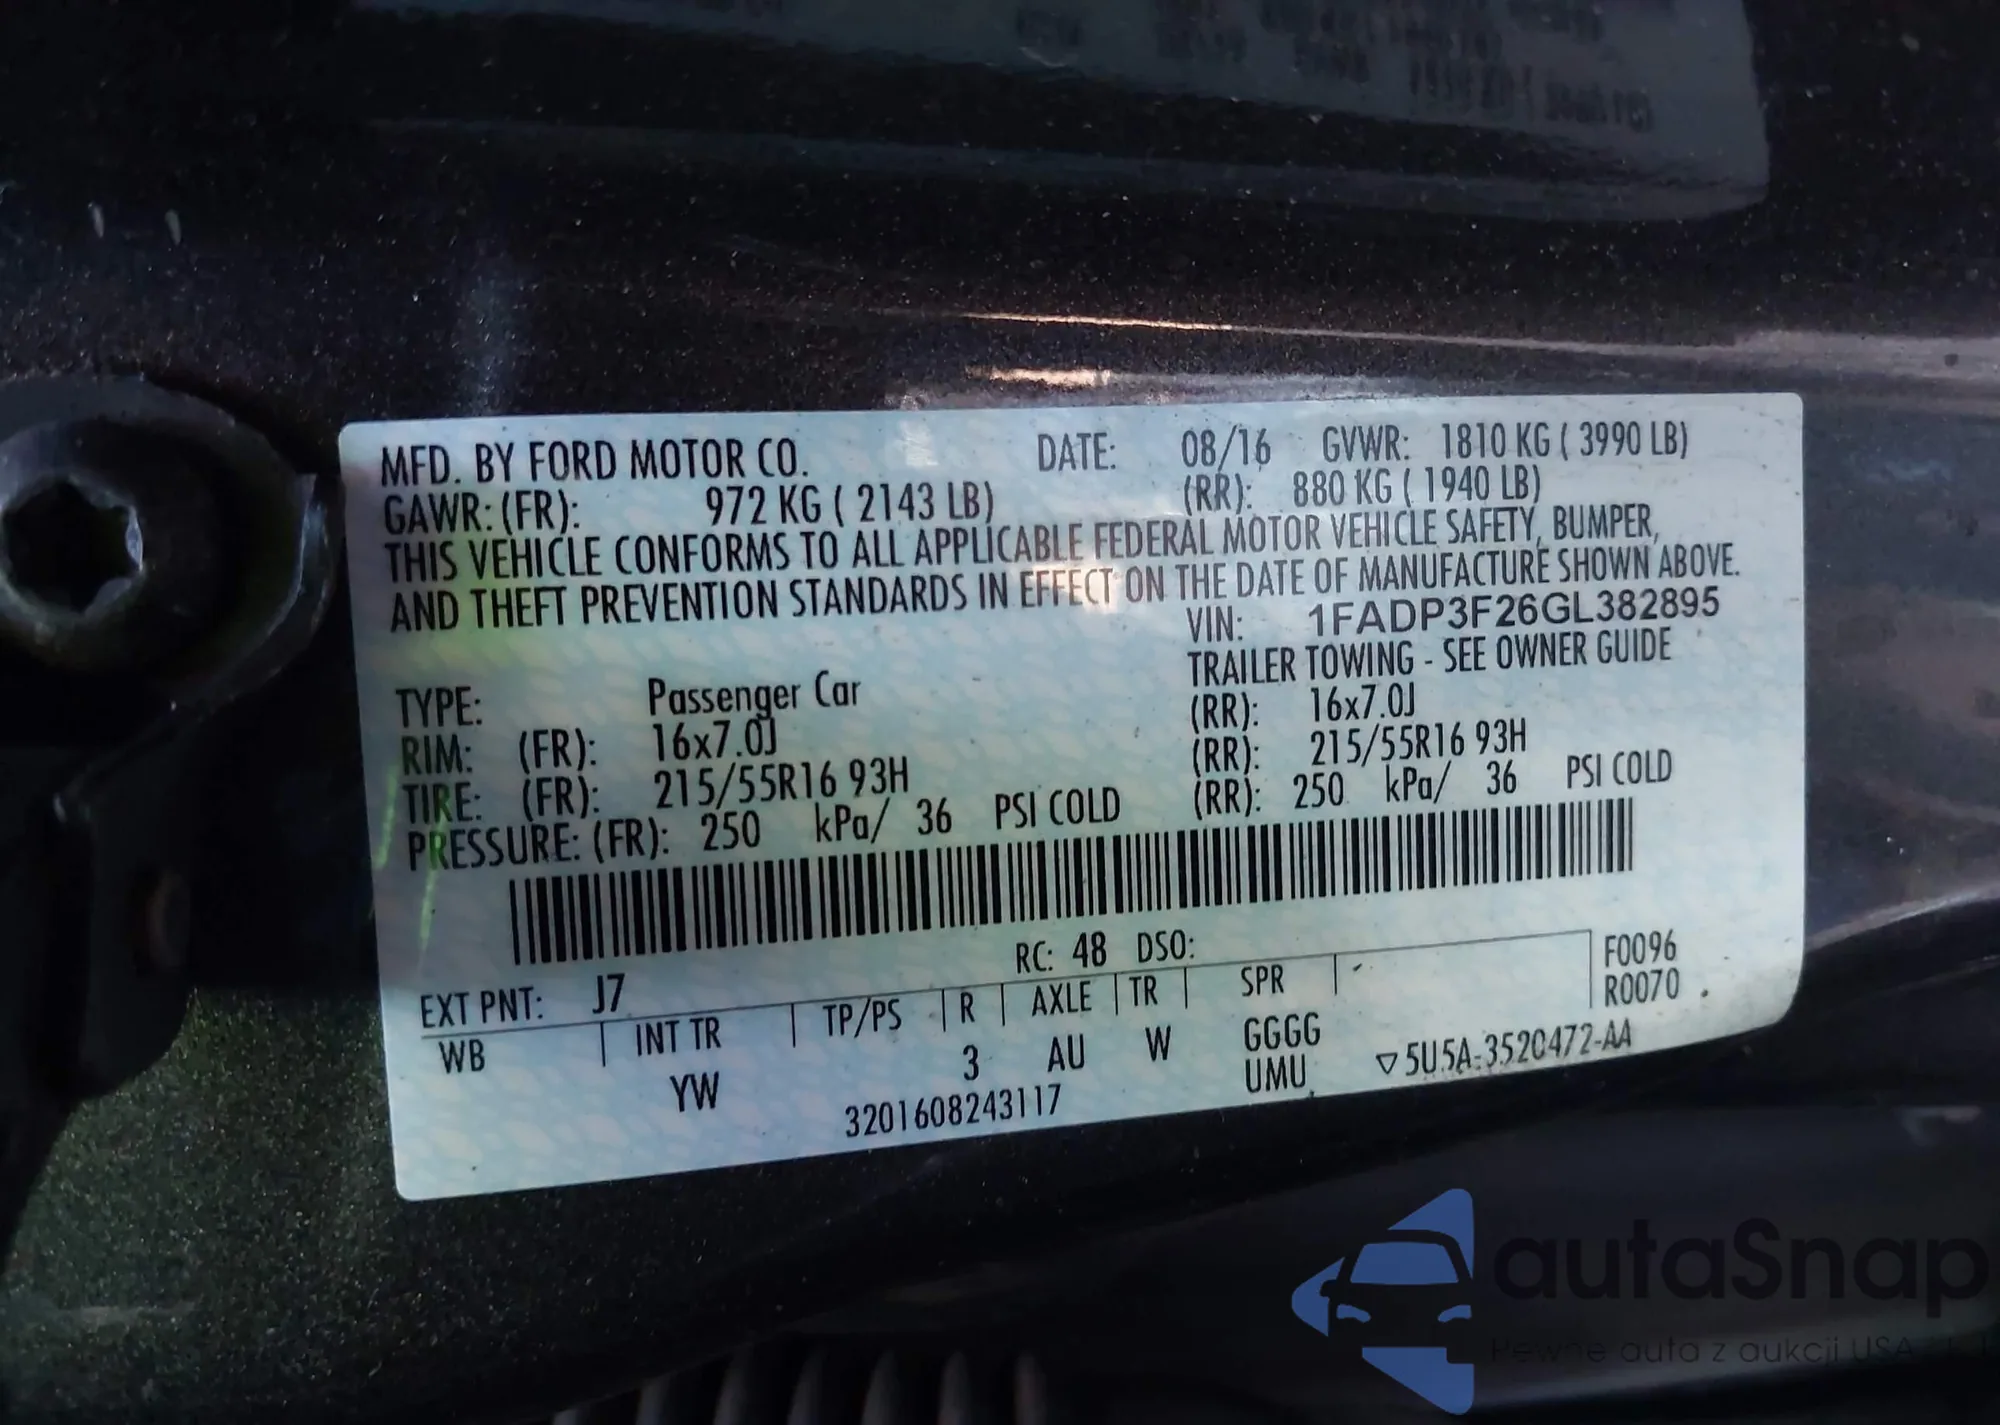 MFD. BY FORD MOTOR CO. DATE: 08/16 GVWR: 1810 KG ( 3990 LB)
GAWR: (FR): 972 KG ( 2143 LB) (RR): 880 KG ( 1940 LB)
THIS VEHICLE CONFORMS TO ALL APPLICABLE FEDERAL MOTOR VEHICLE SAFETY, BUMPER,
AND THEFT PREVENTION STANDARDS IN EFFECT ON THE DATE OF MANUFACTURE SHOWN ABOVE.
VIN: 1FADP3F26GL382895
TRAILER TOWING - SEE OWNER GUIDE
TYPE: Passenger Car
RIM: (FR): 16x7.0J (RR): 16x7.0J
TIRE: (FR): 215/55R16 93H (RR): 215/55R16 93H
PRESSURE: (FR): 250 kPa/ 36 PSI COLD (RR): 250 kPa/ 36 PSI COLD
EXT PNT: J7 RC: 48 DSO: F0096
R0070
WB INT TR TP/PS R AXLE TR SPR
YW 3 AU W GGGG
UMU
3201608243117 ▽5U5A-3520472-AA
autaSnap
Pewne auta z aukcji USA